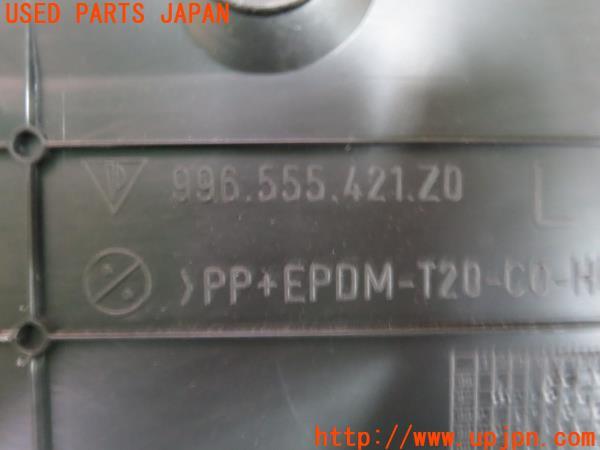 USED PARTS JAPAN
996.555.421.Z0 L
>PP+EPDM-T20-CO-H
http://www.upjpn.com